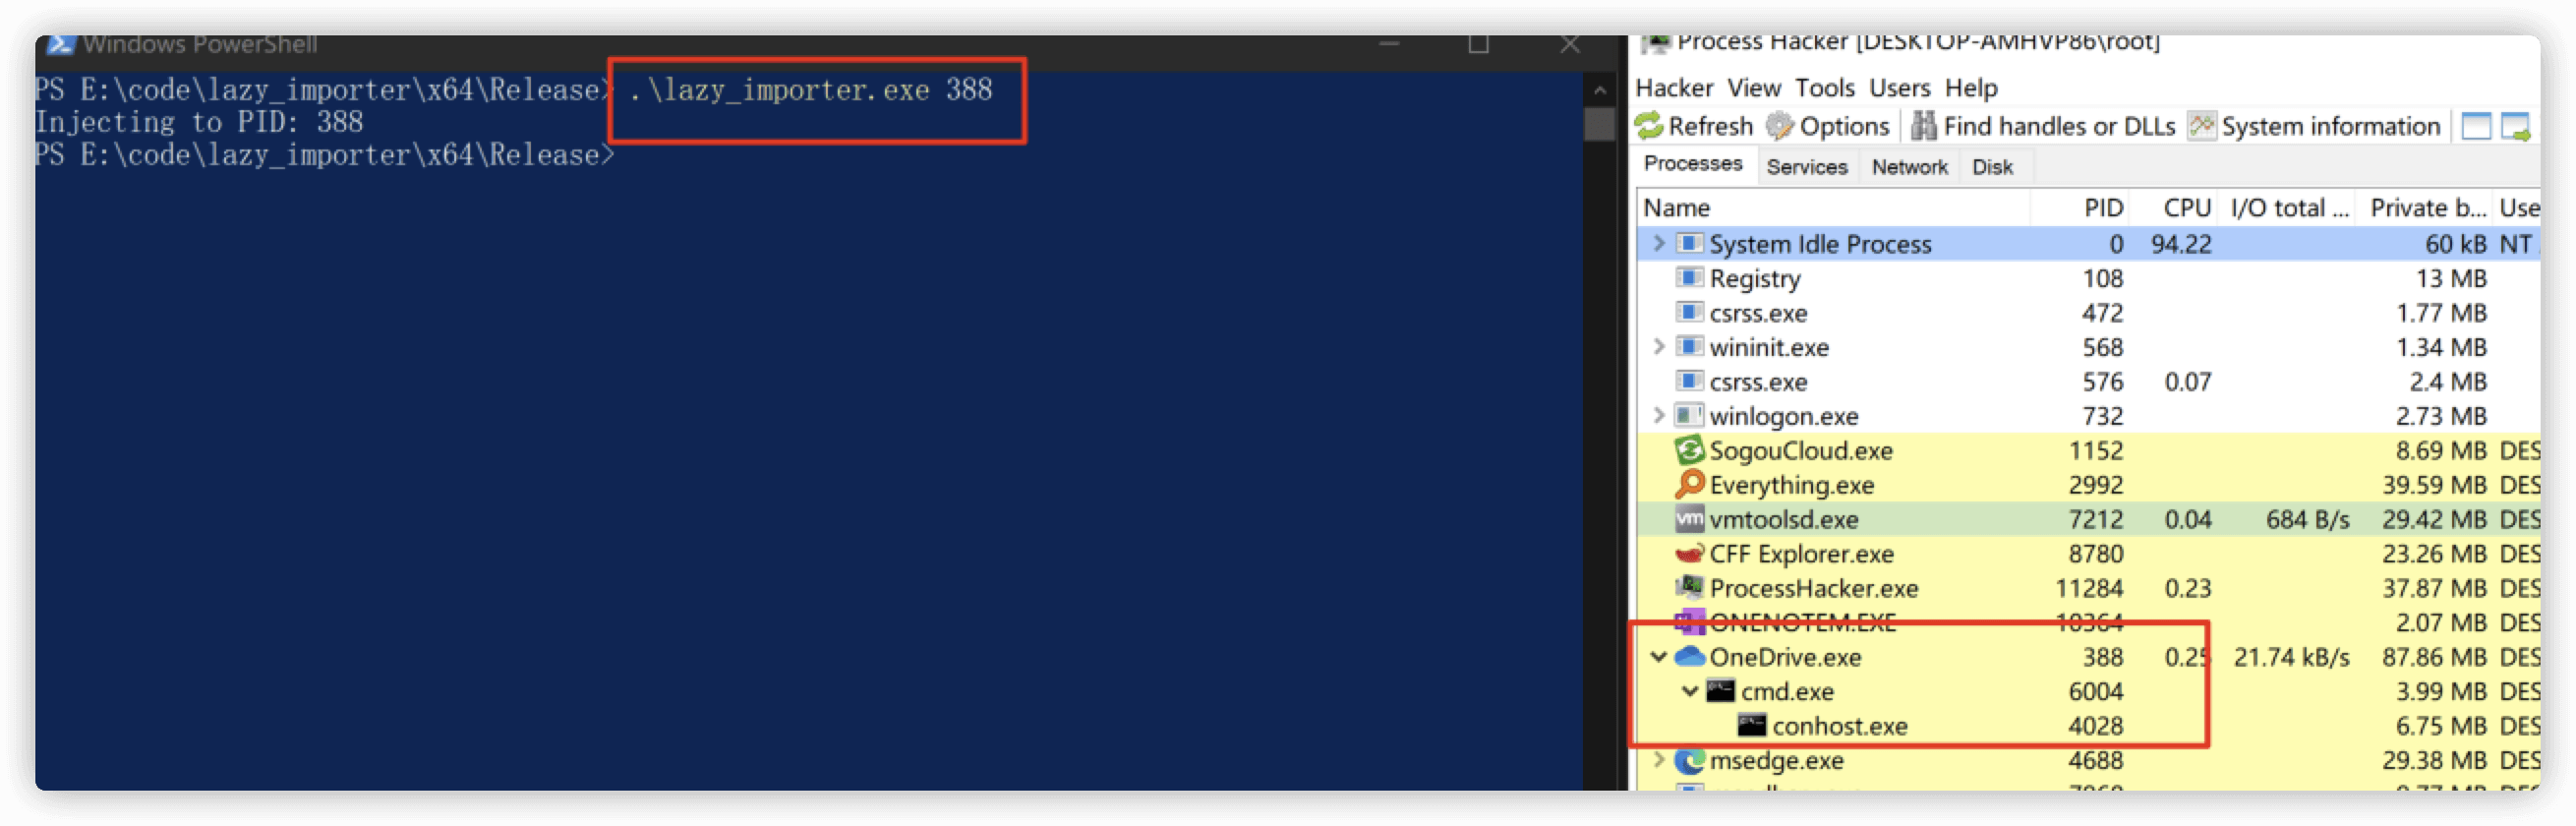 Windows PowerShell
PS E:\code\lazy_importer\x64\Release> .\lazy_importer.exe 388
Injecting to PID: 388
PS E:\code\lazy_importer\x64\Release>
Process Hacker [DESKTOP-AMHVP86\root]
Hacker View Tools Users Help
Refresh Options Find handles or DLLs System information
Processes Services Network Disk
Name PID CPU I/O total ... Private b... Use
System Idle Process 0 94.22 60 kB NT
Registry 108 13 MB
csrss.exe 472 1.77 MB
wininit.exe 568 1.34 MB
csrss.exe 576 0.07 2.4 MB
winlogon.exe 732 2.73 MB
SogouCloud.exe 1152 8.69 MB DES
Everything.exe 2992 39.59 MB DES
vm vmtoolsd.exe 7212 0.04 684 B/s 29.42 MB DES
CFF Explorer.exe 8780 23.26 MB DES
ProcessHacker.exe 11284 0.23 37.87 MB DES
ONENOTEM.EXE 10364 2.07 MB DES
OneDrive.exe 388 0.25 21.74 kB/s 87.86 MB DES
cmd.exe 6004 3.99 MB DES
conhost.exe 4028 6.75 MB DES
msedge.exe 4688 29.38 MB DES